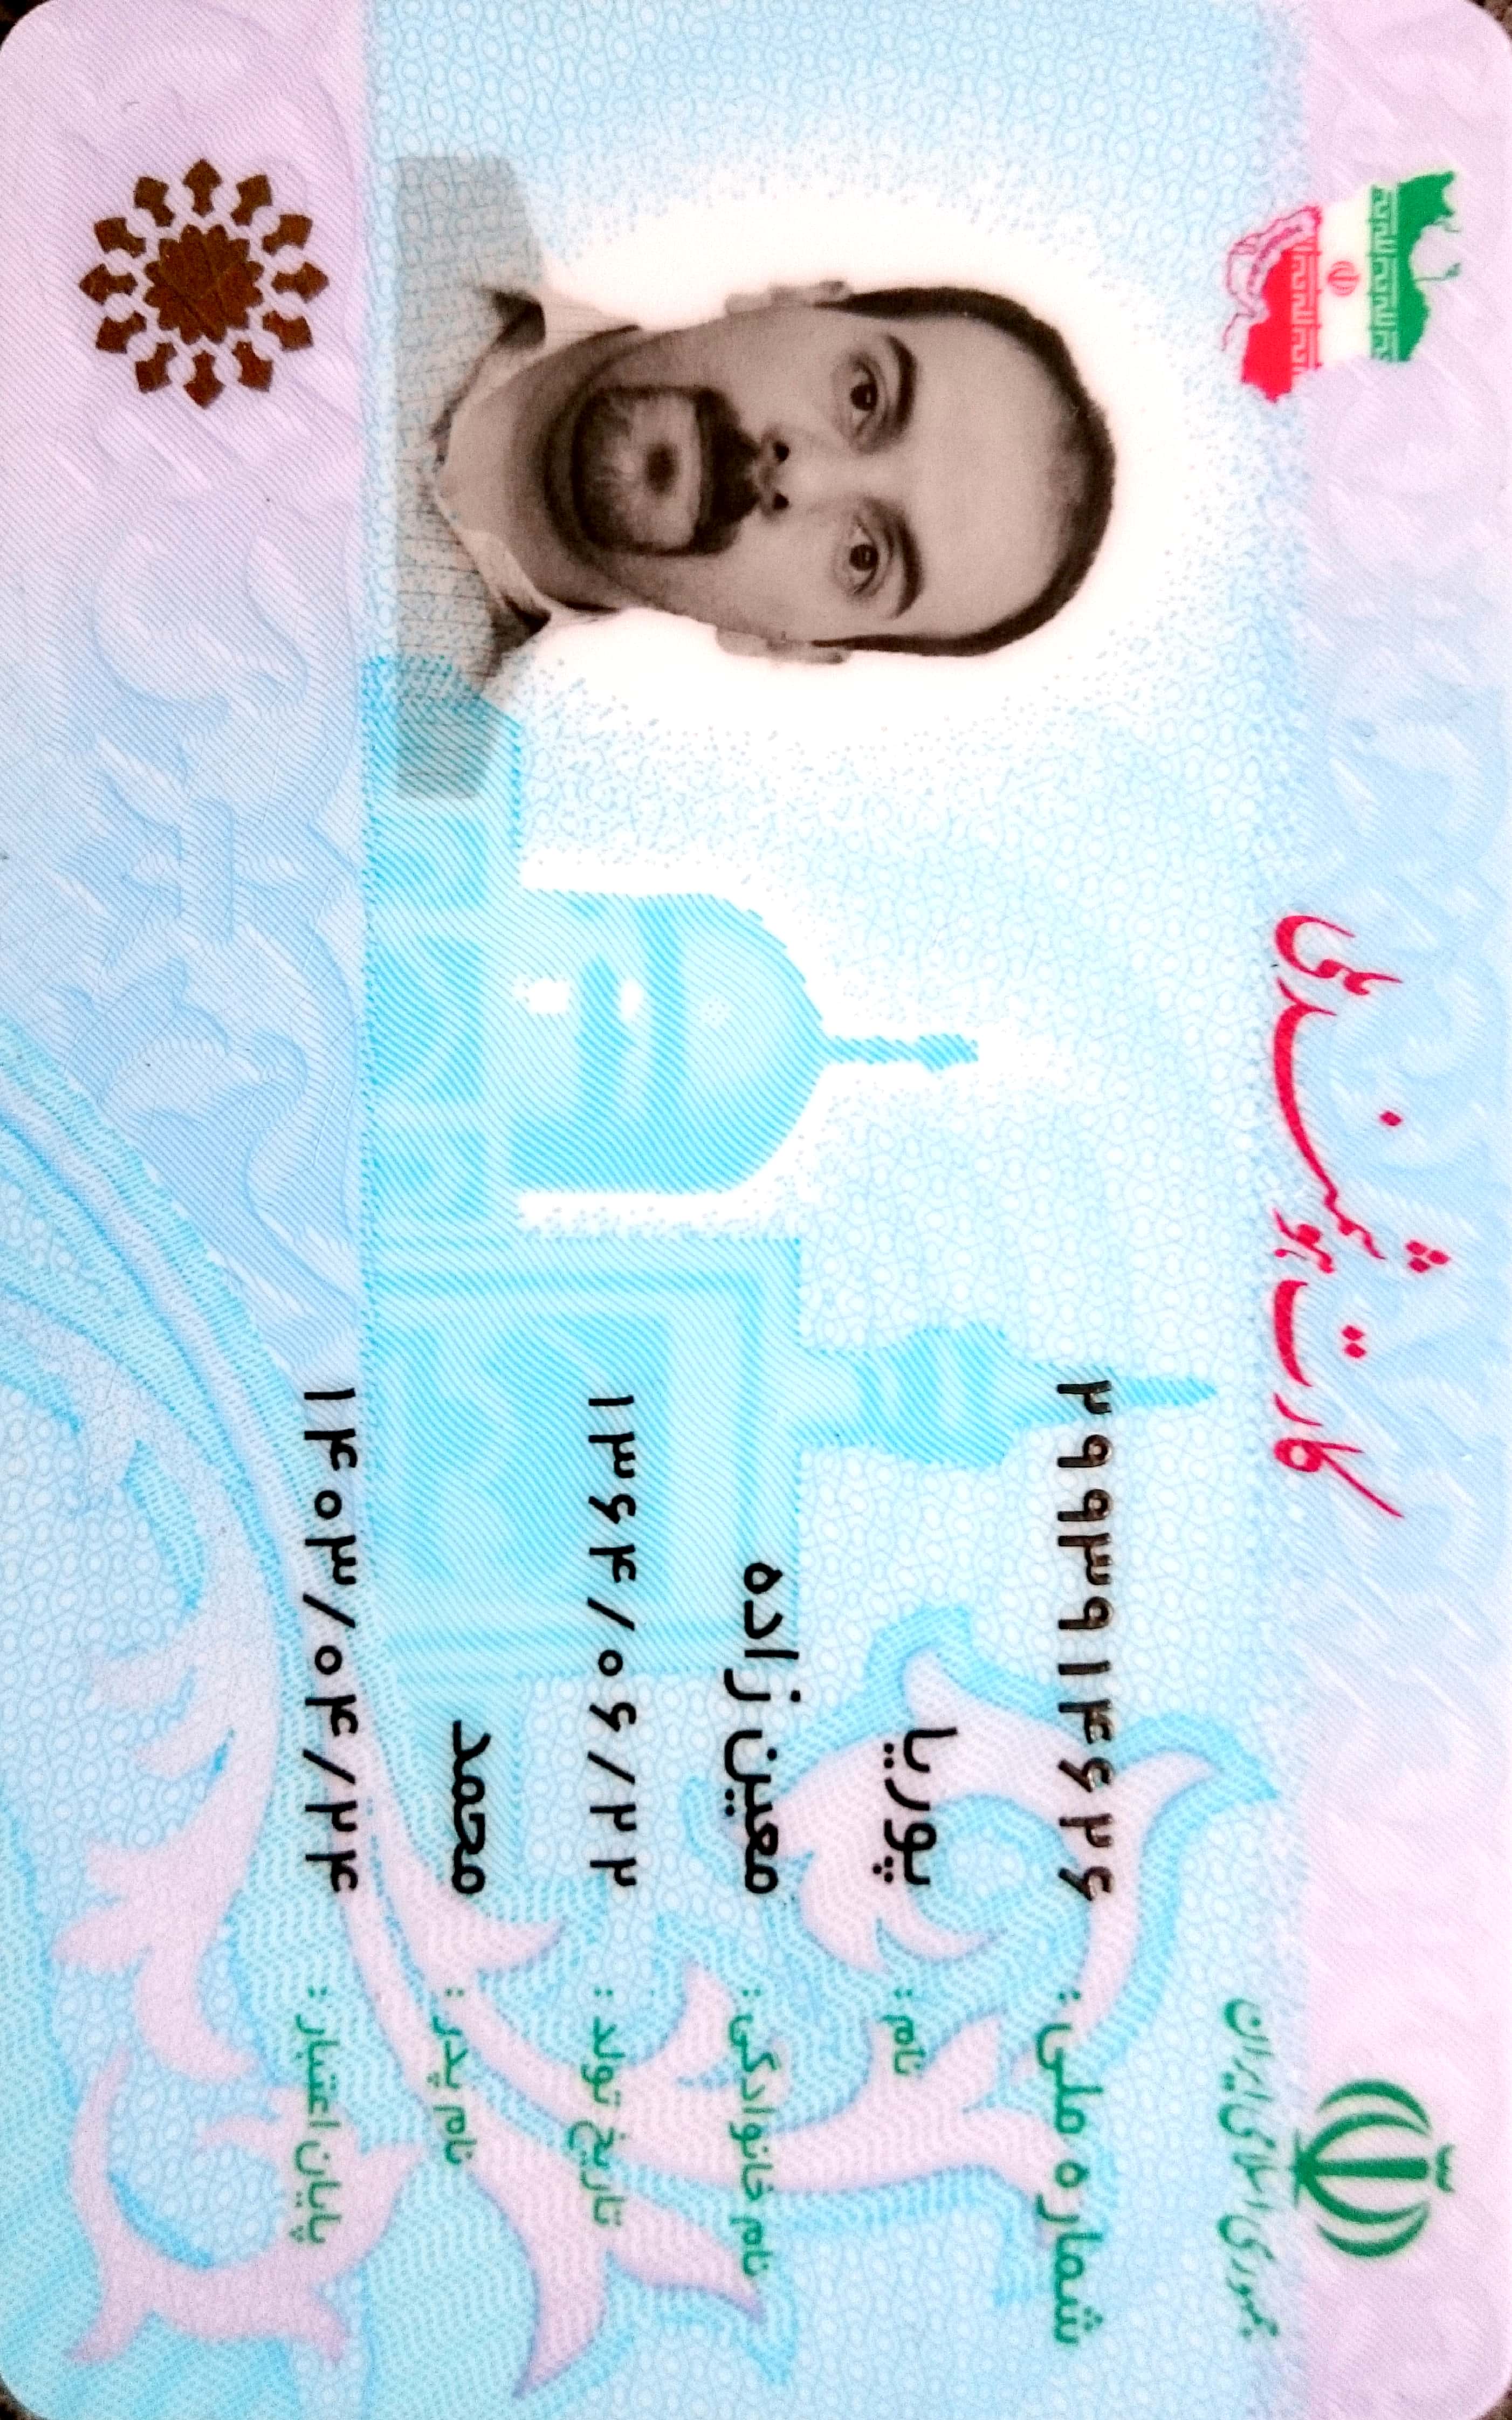 جمهوری اسلامی ایران
کارت هوشمند ملی
شماره ملی: ۲۹۹۳۹۱۴۶۲۶
نام: پوریا
نام خانوادگی: معین زاده
تاریخ تولد: ۱۳۶۴/۰۶/۲۲
نام پدر: محمد
پایان اعتبار: ۱۴۰۳/۰۴/۲۴